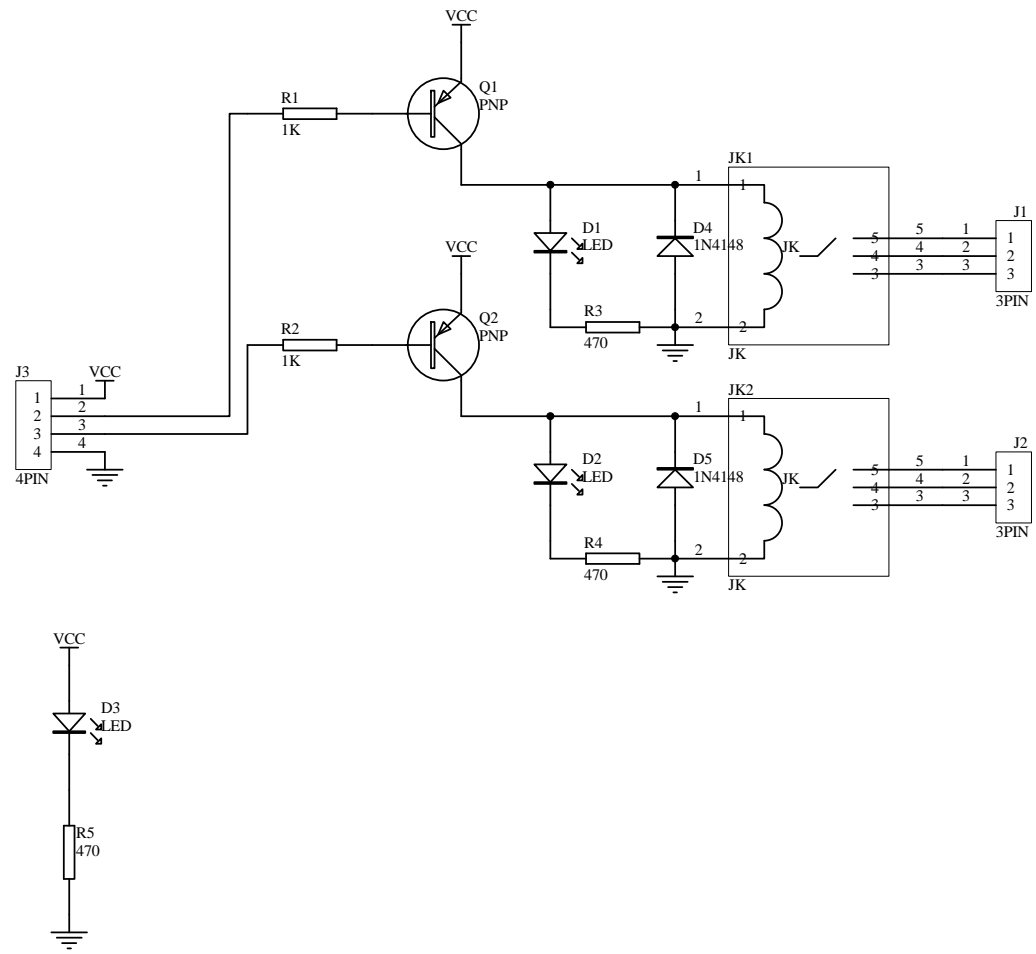 VCC
Q1
PNP
R1
1K
JK1
1 1
J1
D1
LED
D4
1N4148
JK
5 5 1 1
4 4 2 2
3 3 3 3
3PIN
R3
470
2 2
JK
VCC
Q2
PNP
R2
1K
J3
VCC
1 1
2 2
3 3
4 4
4PIN
JK2
1 1
J2
D2
LED
D5
1N4148
JK
5 5 1 1
4 4 2 2
3 3 3 3
3PIN
R4
470
2 2
JK
VCC
D3
LED
R5
470